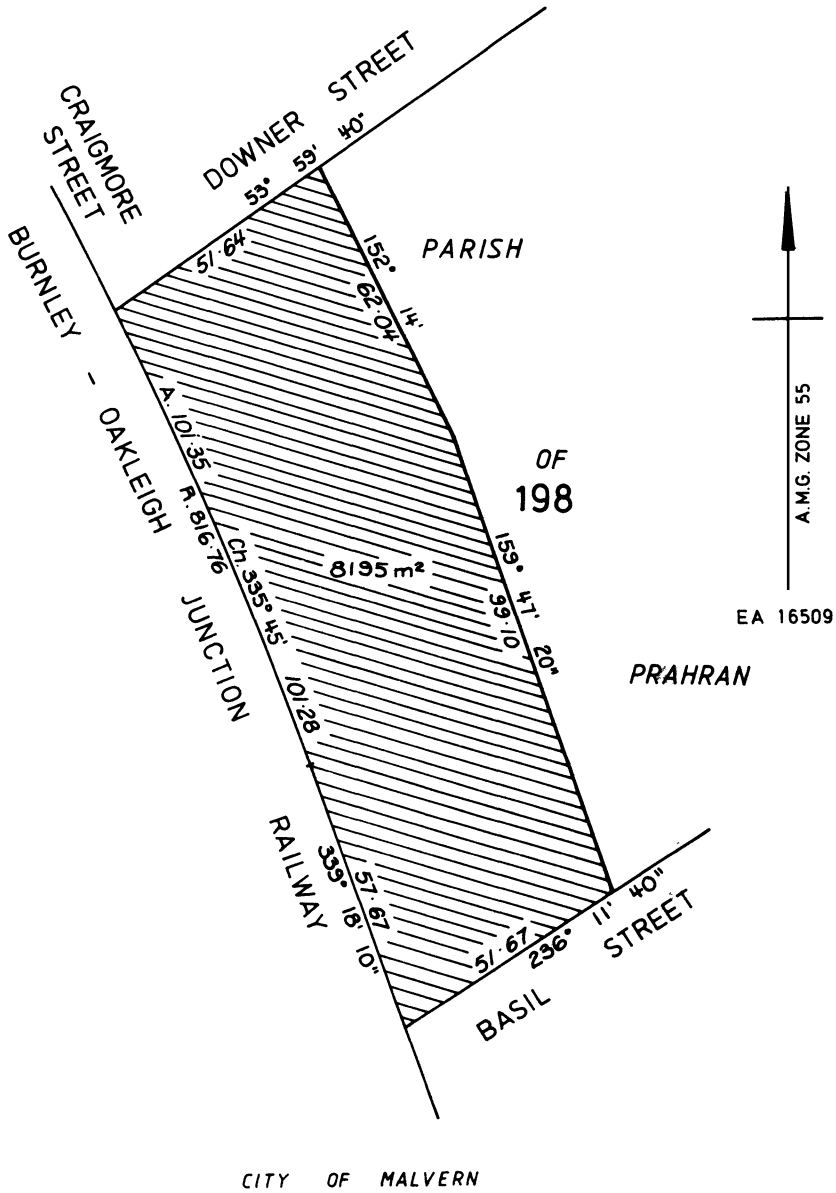 CRAIGMORE
STREET
DOWNER STREET
53° 59' 40"
51·64
BURNLEY - OAKLEIGH JUNCTION RAILWAY
152° 14'
62·04
PARISH
OF
198
PRAHRAN
A.M.G. ZONE 55
EA 16509
A. 101·35
R. 816·76
Ch. 335° 45'
101·28
8195 m²
159° 47' 20"
99·10
339° 18' 10"
57·67
51·67
236° 11' 40"
BASIL STREET
CITY OF MALVERN